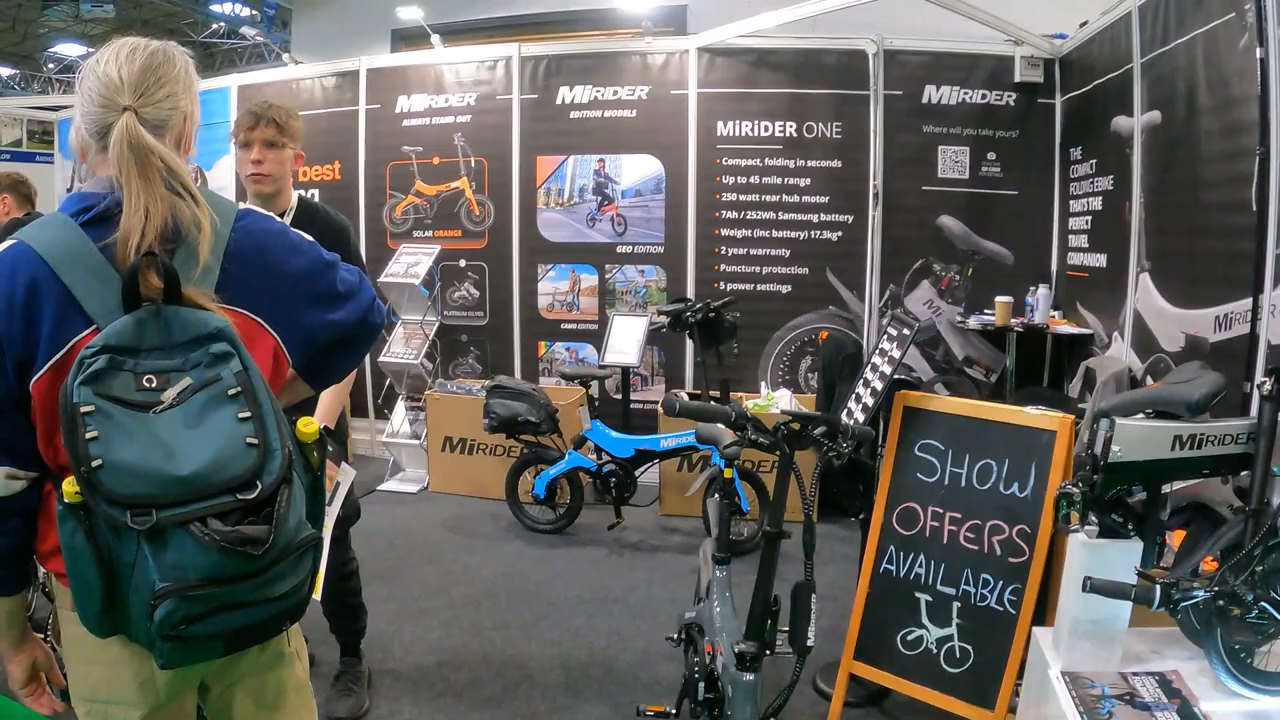 best
MiRiDER
ALWAYS STAND OUT
SOLAR ORANGE
PLATINUM SILVER
MiRiDER
EDITION MODELS
GEO EDITION
CAMO EDITION
MiRiDER ONE
• Compact, folding in seconds
• Up to 45 mile range
• 250 watt rear hub motor
• 7Ah / 252Wh Samsung battery
• Weight (inc battery) 17.3kg*
• 2 year warranty
• Puncture protection
• 5 power settings
MiRiDER
Where will you take yours?
THE
COMPACT
FOLDING EBIKE
THAT'S THE
PERFECT
TRAVEL
COMPANION
MiRiDER
MiRiDER
MiRiDER
MiRiDER
MiRiDER
SHOW
OFFERS
AVAILABLE